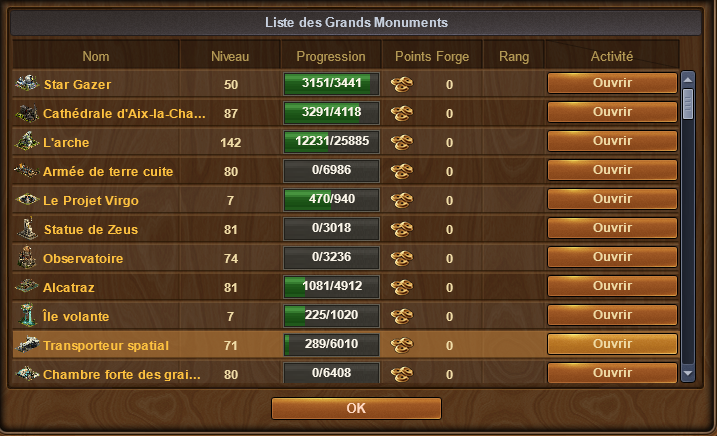 Liste des Grands Monuments
Nom Niveau Progression Points Forge Rang Activité
Star Gazer 50 3151/3441 0 Ouvrir
Cathédrale d'Aix-la-Cha... 87 3291/4118 0 Ouvrir
L'arche 142 12231/25885 0 Ouvrir
Armée de terre cuite 80 0/6986 0 Ouvrir
Le Projet Virgo 7 470/940 0 Ouvrir
Statue de Zeus 81 0/3018 0 Ouvrir
Observatoire 74 0/3236 0 Ouvrir
Alcatraz 81 1081/4912 0 Ouvrir
Île volante 7 225/1020 0 Ouvrir
Transporteur spatial 71 289/6010 0 Ouvrir
Chambre forte des grai... 80 0/6408 0 Ouvrir
OK